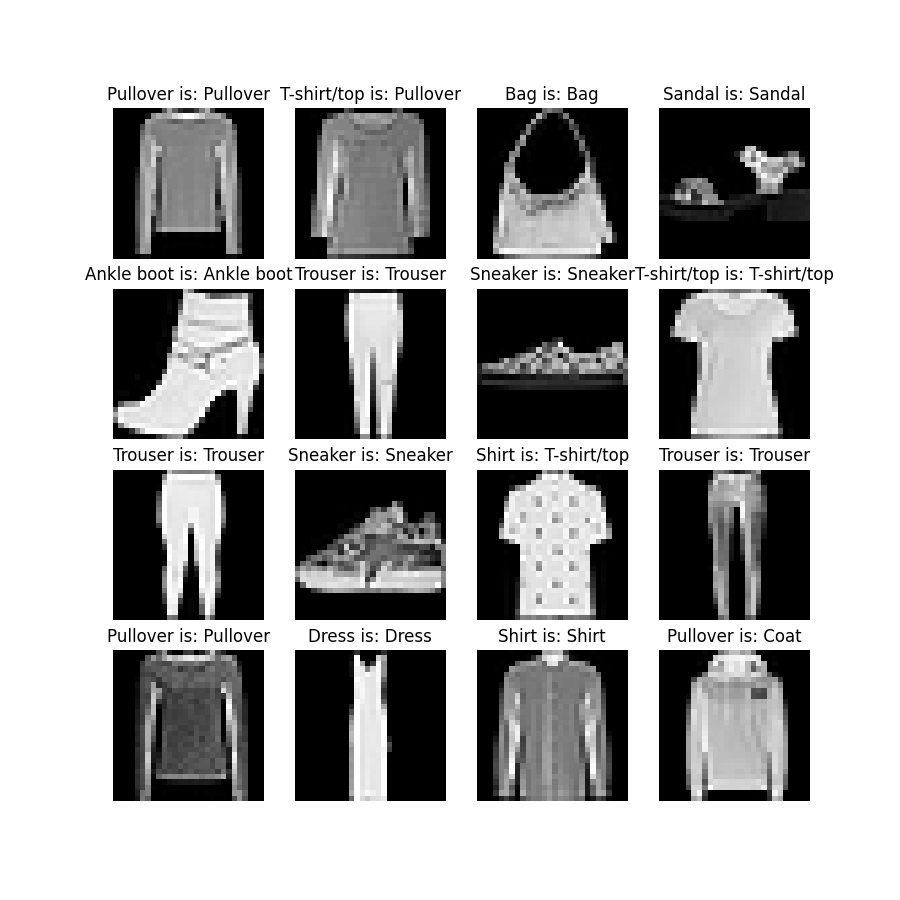 Pullover is: Pullover
T-shirt/top is: Pullover
Bag is: Bag
Sandal is: Sandal
Ankle boot is: Ankle boot
Trouser is: Trouser
Sneaker is: Sneaker
T-shirt/top is: T-shirt/top
Trouser is: Trouser
Sneaker is: Sneaker
Shirt is: T-shirt/top
Trouser is: Trouser
Pullover is: Pullover
Dress is: Dress
Shirt is: Shirt
Pullover is: Coat